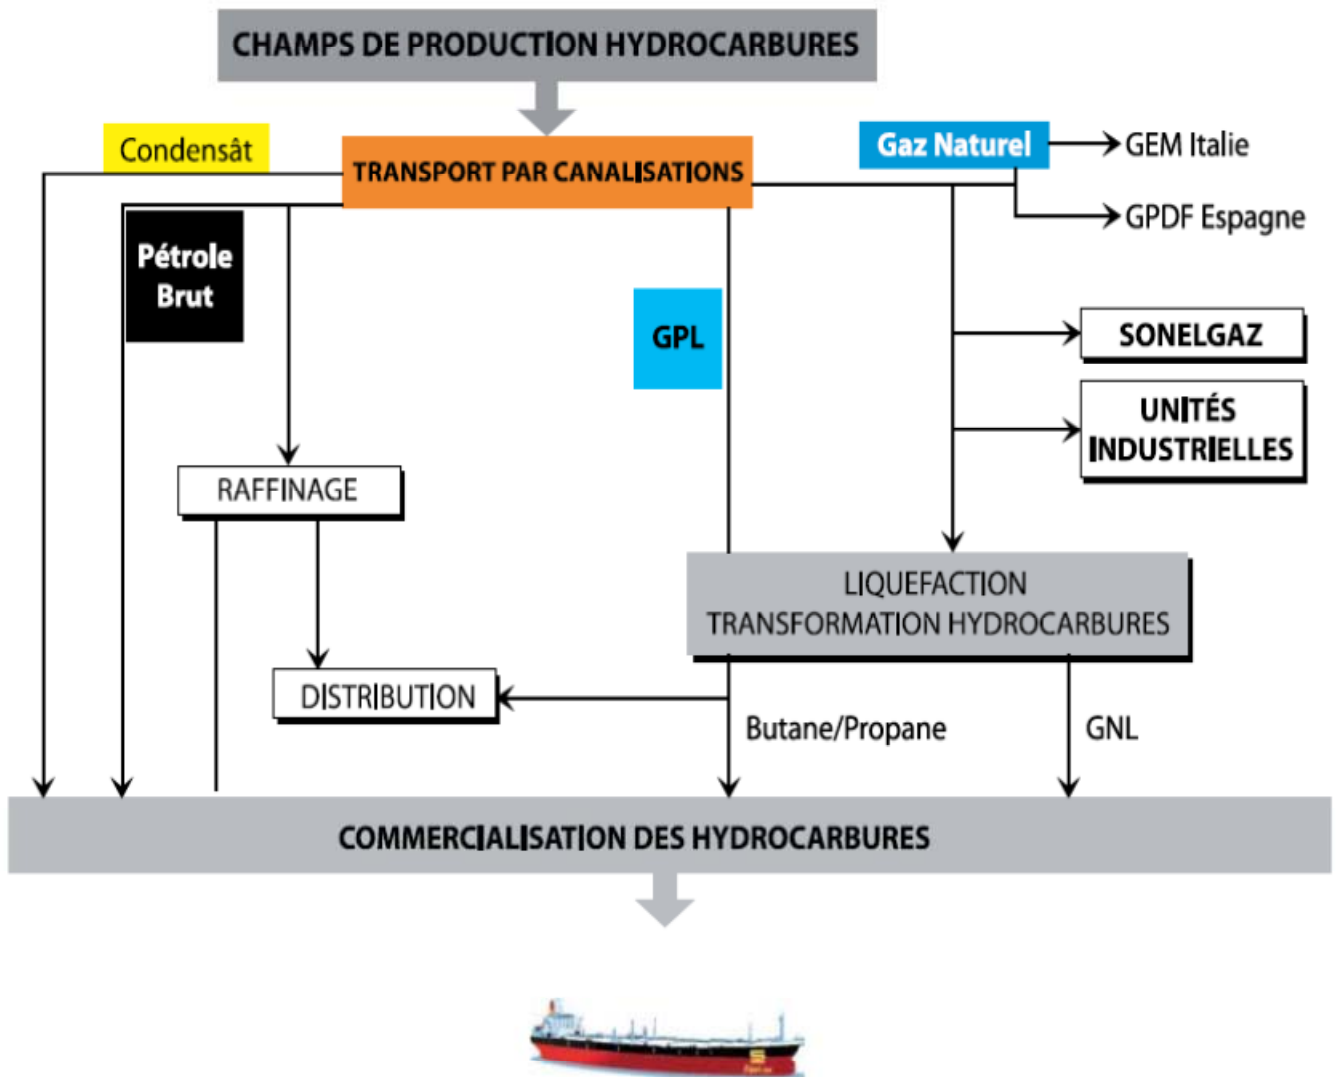 CHAMPS DE PRODUCTION HYDROCARBURES
Condensât
TRANSPORT PAR CANALISATIONS
Gaz Naturel
GEM Italie
GPDF Espagne
Pétrole
Brut
GPL
SONELGAZ
UNITÉS
INDUSTRIELLES
RAFFINAGE
LIQUEFACTION
TRANSFORMATION HYDROCARBURES
DISTRIBUTION
Butane/Propane
GNL
COMMERCIALISATION DES HYDROCARBURES